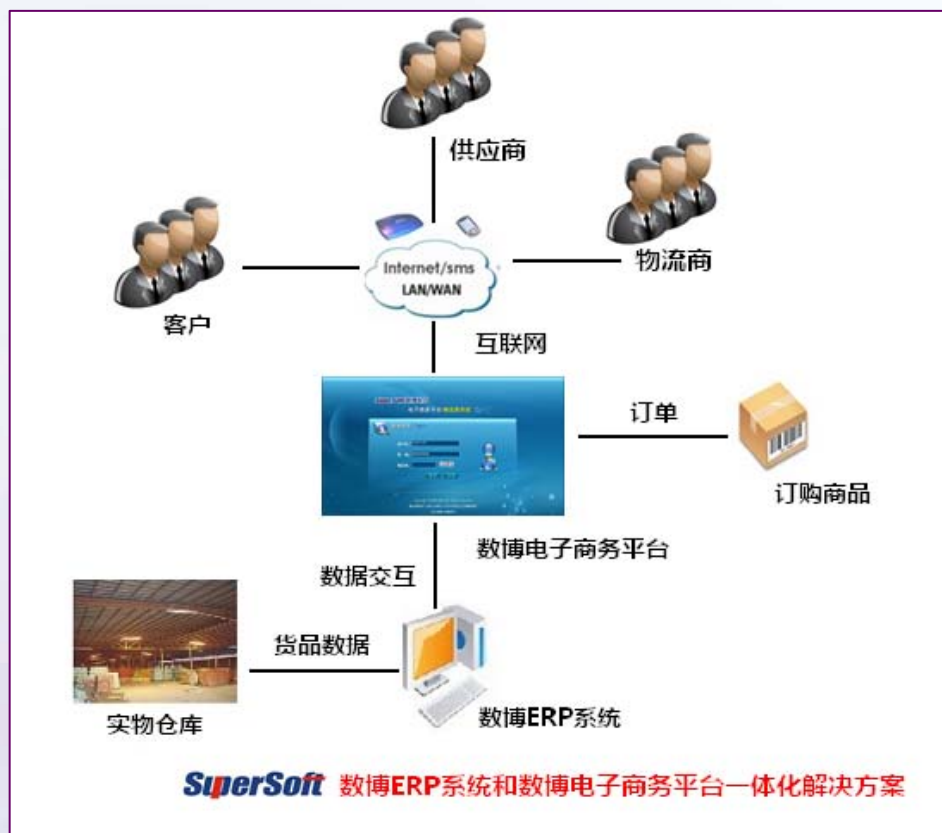 供应商
物流商
Internet/sms
LAN/WAN
客户
互联网
订单
订购商品
数博电子商务平台
数据交互
货品数据
实物仓库
数博ERP系统
SuperSoft 数博ERP系统和数博电子商务平台一体化解决方案